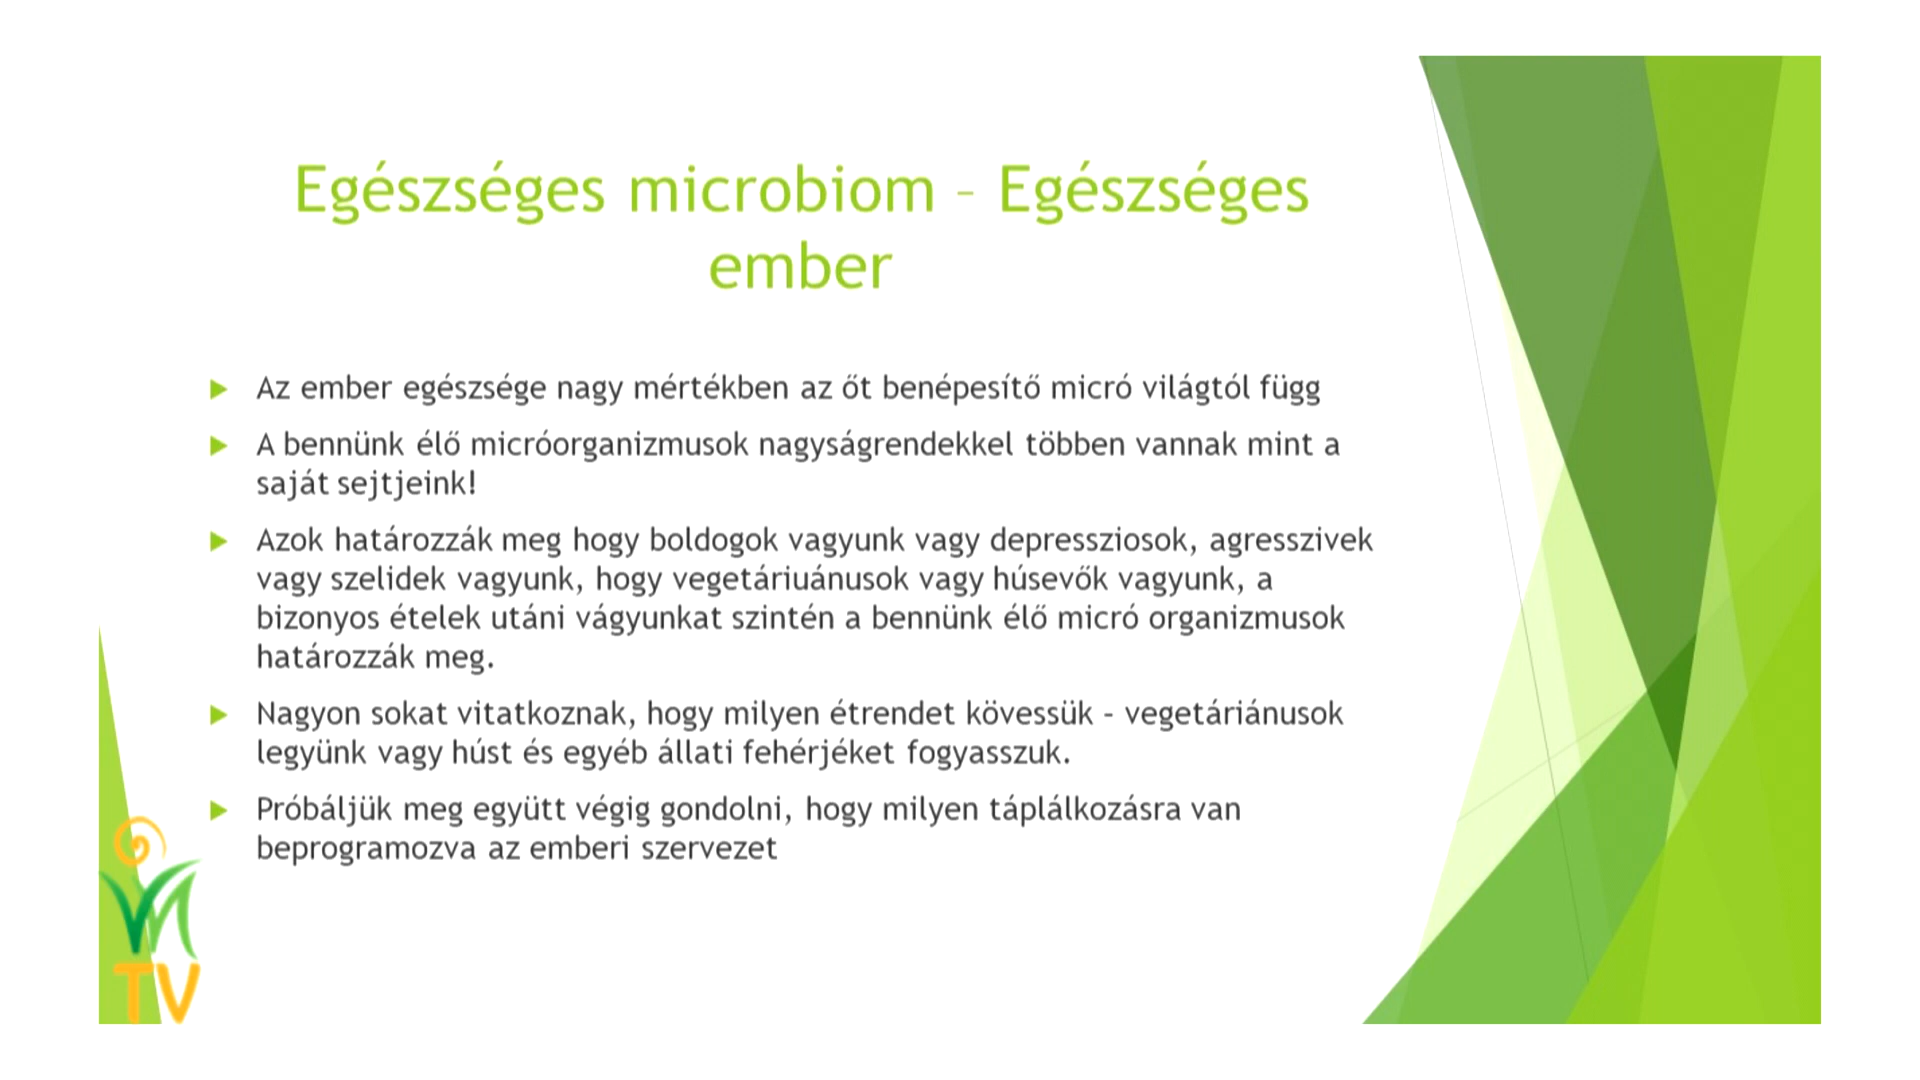 Egészséges microbiom – Egészséges
ember
Az ember egészsége nagy mértékben az őt benépesítő micró világtól függ
A bennünk élő micróorganizmusok nagyságrendekkel többen vannak mint a
saját sejtjeink!
Azok határozzák meg hogy boldogok vagyunk vagy depressziosok, agresszivek
vagy szelidek vagyunk, hogy vegetáriuánusok vagy húsevők vagyunk, a
bizonyos ételek utáni vágyunkat szintén a bennünk élő micró organizmusok
határozzák meg.
Nagyon sokat vitatkoznak, hogy milyen étrendet kövessük - vegetáriánusok
legyünk vagy húst és egyéb állati fehérjéket fogyasszuk.
Próbáljük meg együtt végig gondolni, hogy milyen táplálkozásra van
beprogramozva az emberi szervezet
TV